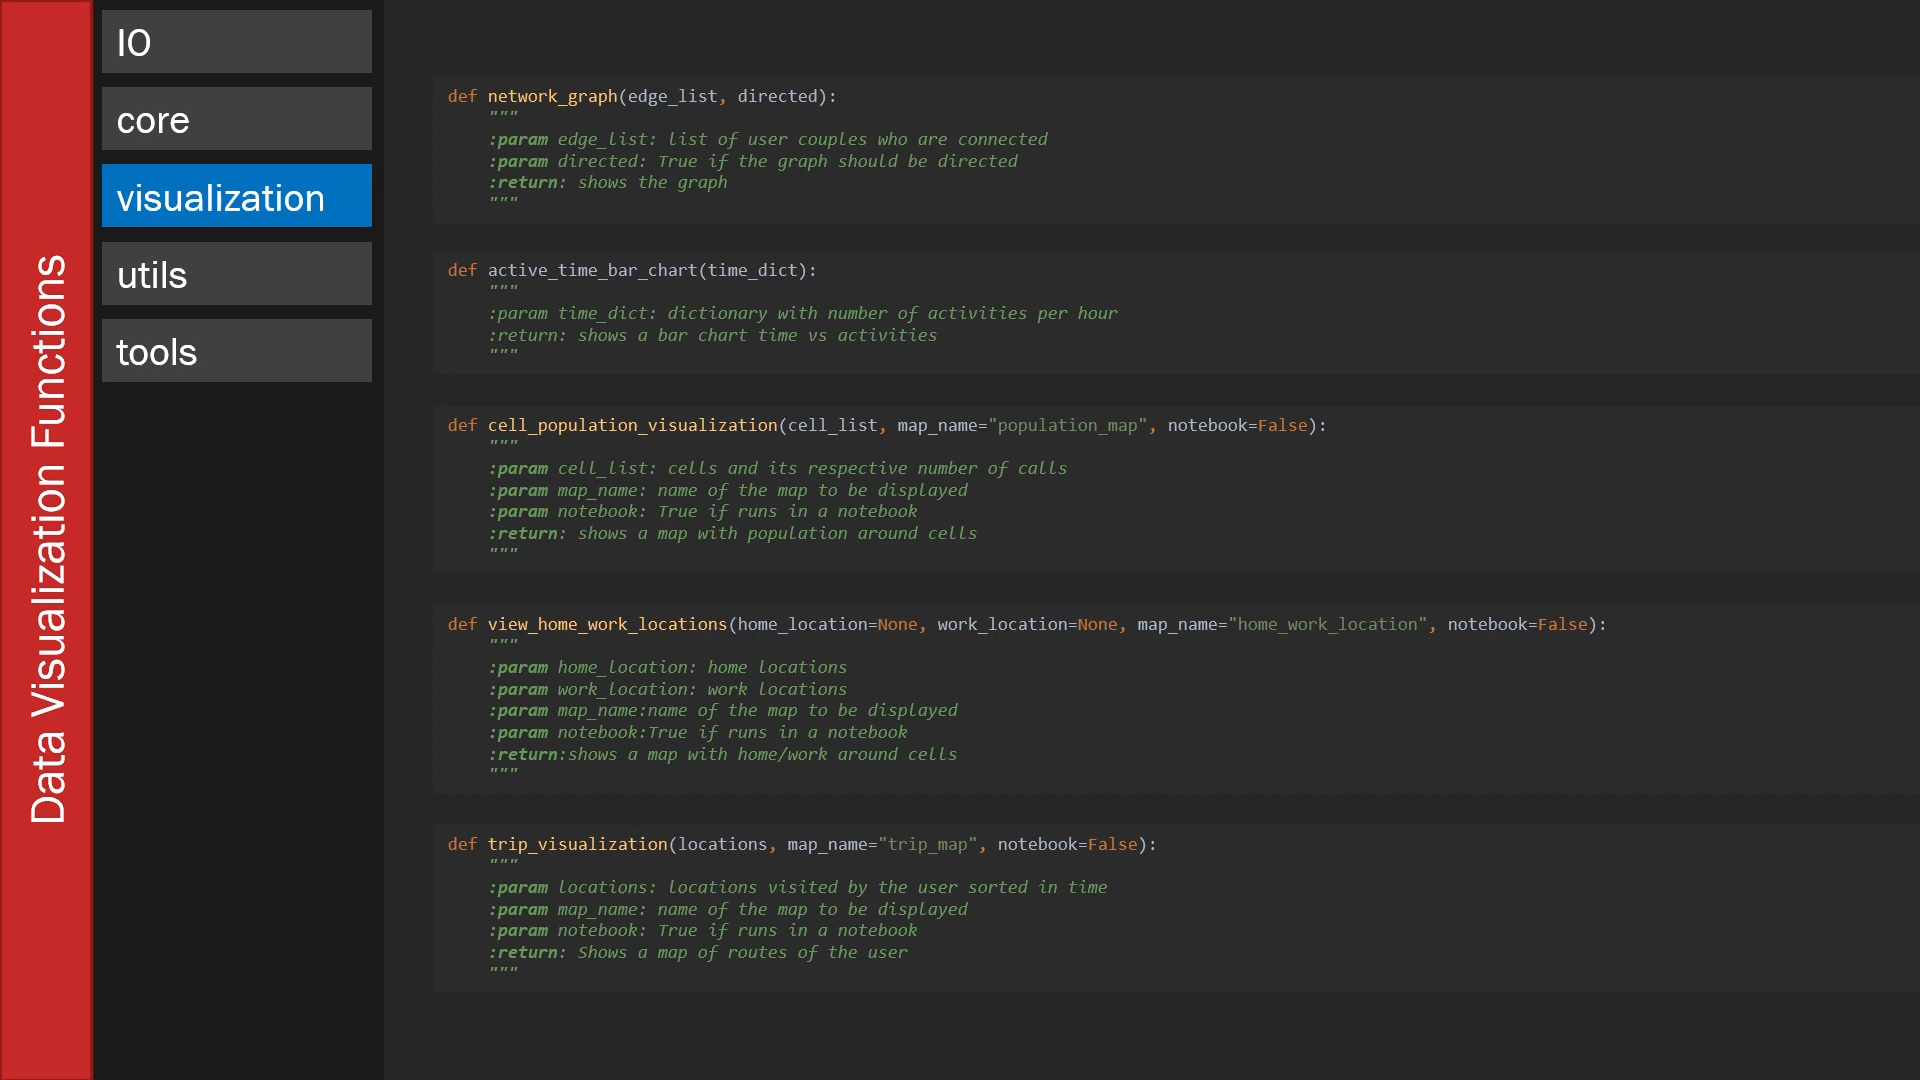 Data Visualization Functions
IO
core
visualization
utils
tools
def network_graph(edge_list, directed):
"""
:param edge_list: list of user couples who are connected
:param directed: True if the graph should be directed
:return: shows the graph
"""
def active_time_bar_chart(time_dict):
"""
:param time_dict: dictionary with number of activities per hour
:return: shows a bar chart time vs activities
"""
def cell_population_visualization(cell_list, map_name="population_map", notebook=False):
"""
:param cell_list: cells and its respective number of calls
:param map_name: name of the map to be displayed
:param notebook: True if runs in a notebook
:return: shows a map with population around cells
"""
def view_home_work_locations(home_location=None, work_location=None, map_name="home_work_location", notebook=False):
"""
:param home_location: home locations
:param work_location: work locations
:param map_name:name of the map to be displayed
:param notebook:True if runs in a notebook
:return:shows a map with home/work around cells
"""
def trip_visualization(locations, map_name="trip_map", notebook=False):
"""
:param locations: locations visited by the user sorted in time
:param map_name: name of the map to be displayed
:param notebook: True if runs in a notebook
:return: Shows a map of routes of the user
"""